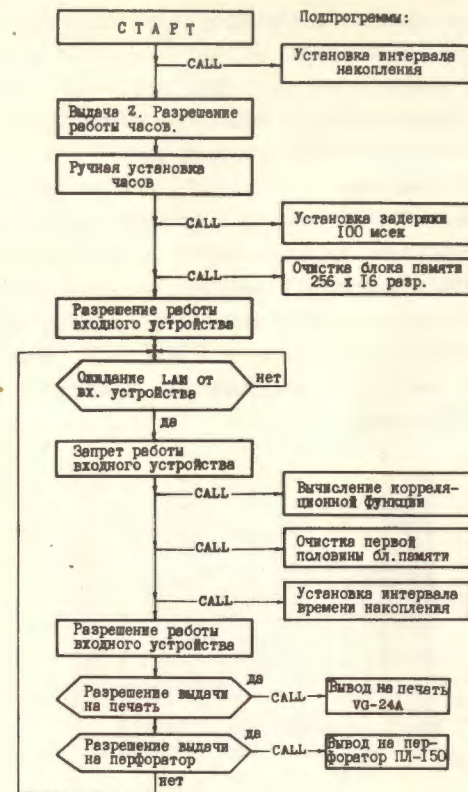 Подпрограммы:
С Т А Р Т
CALL
Установка интервала
накопления
Выдача Z. Разрешение
работы часов.
Ручная установка
часов
CALL
Установка задержки
100 мсек
CALL
Очистка блока памяти
256 x 16 разр.
Разрешение работы
входного устройства
Ожидание LAM от
вх. устройства
нет
да
Запрет работы
входного устройства
CALL
Вычисление корреля-
ционной функции
CALL
Очистка первой
половины бл.памяти
CALL
Установка интервала
времени накопления
Разрешение работы
входного устройства
Разрешение выдачи
на печать
да
CALL
Вывод на печать
VG-24A
Разрешение выдачи
на перфоратор
да
CALL
Вывод на пер-
форатор ПЛ-150
нет